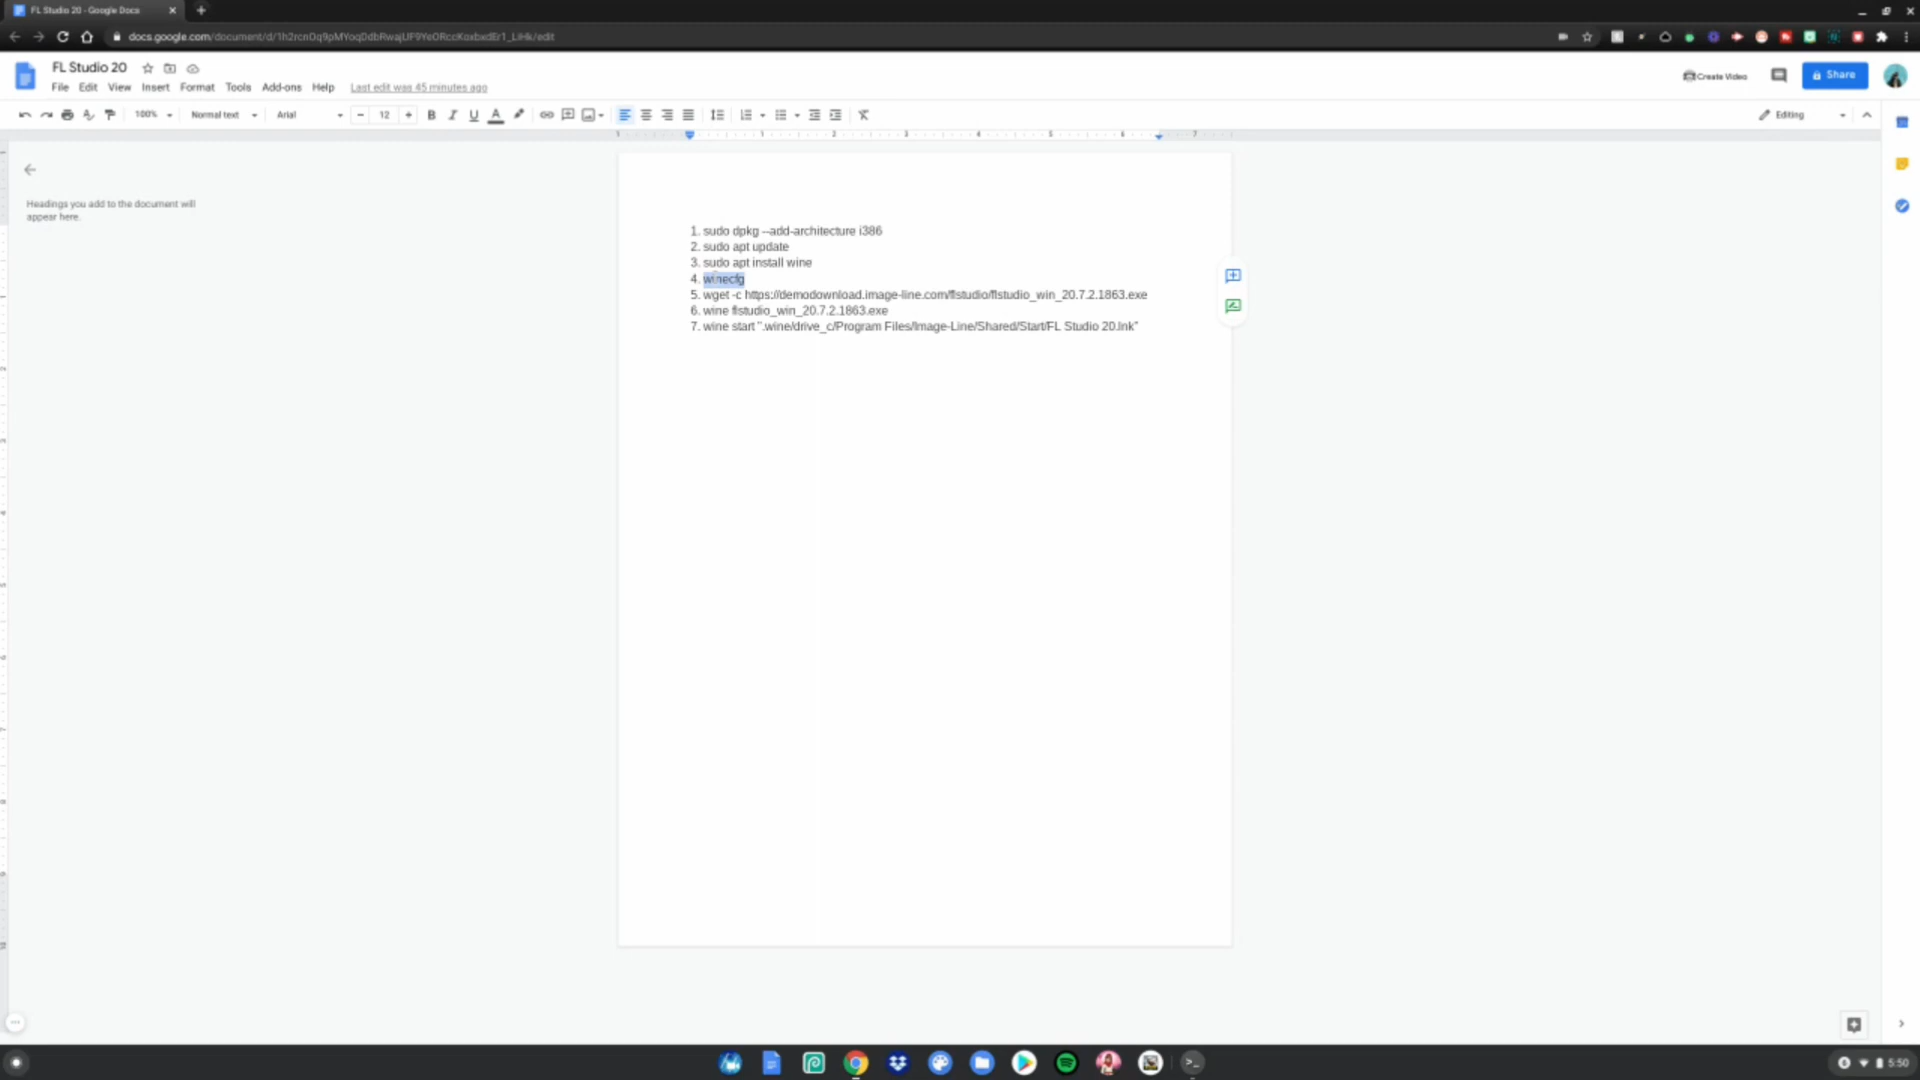 FL Studio 20 - Google Docs
FL Studio 20
File Edit View Insert Format Tools Add-ons Help Last edit was 45 minutes ago
Create Video
Share
100% Normal text Arial 12
Editing
Headings you add to the document will
appear here.
1. sudo dpkg --add-architecture i386
2. sudo apt update
3. sudo apt install wine
4. winecfg
5. wget -c https://demodownload.image-line.com/flstudio/flstudio_win_20.7.2.1863.exe
6. wine flstudio_win_20.7.2.1863.exe
7. wine start ".wine/drive_c/Program Files/Image-Line/Shared/Start/FL Studio 20.lnk"
5:50